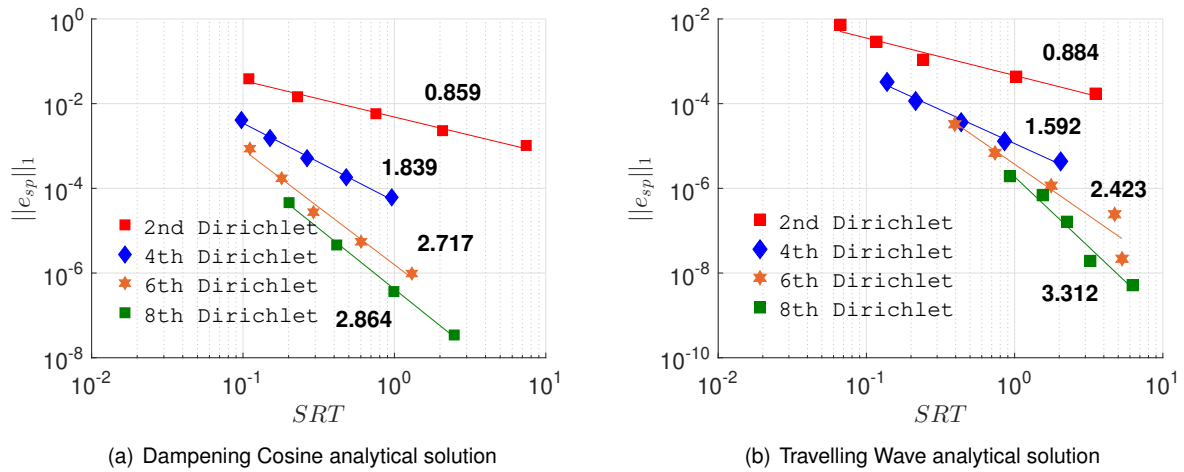 10^0
10^-2
10^-4
10^-6
10^-8
||e_sp||_1
0.859
1.839
2.717
2.864
2nd Dirichlet
4th Dirichlet
6th Dirichlet
8th Dirichlet
10^-2
10^-1
10^0
10^1
SRT
(a) Dampening Cosine analytical solution
10^-2
10^-4
10^-6
10^-8
10^-10
||e_sp||_1
0.884
1.592
2.423
3.312
2nd Dirichlet
4th Dirichlet
6th Dirichlet
8th Dirichlet
10^-2
10^-1
10^0
10^1
SRT
(b) Travelling Wave analytical solution